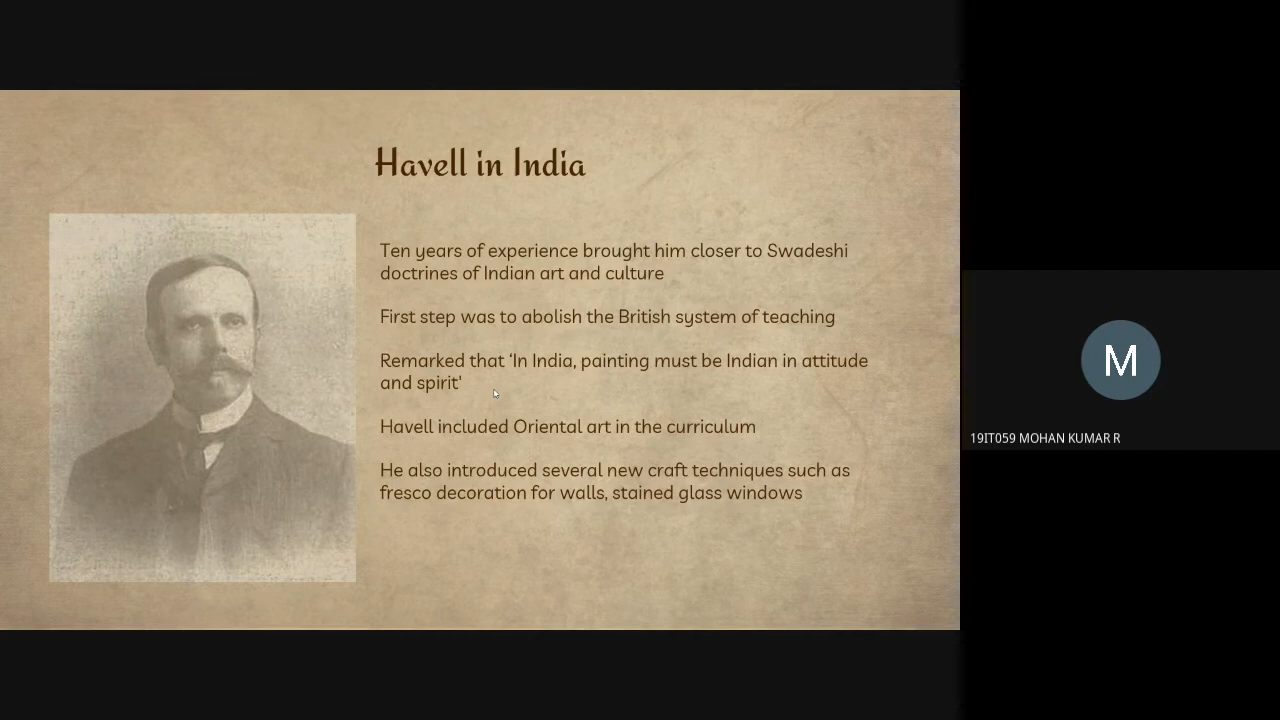 Havell in India
Ten years of experience brought him closer to Swadeshi
doctrines of Indian art and culture
First step was to abolish the British system of teaching
Remarked that ‘In India, painting must be Indian in attitude
and spirit'
Havell included Oriental art in the curriculum
He also introduced several new craft techniques such as
fresco decoration for walls, stained glass windows
M
19IT059 MOHAN KUMAR R